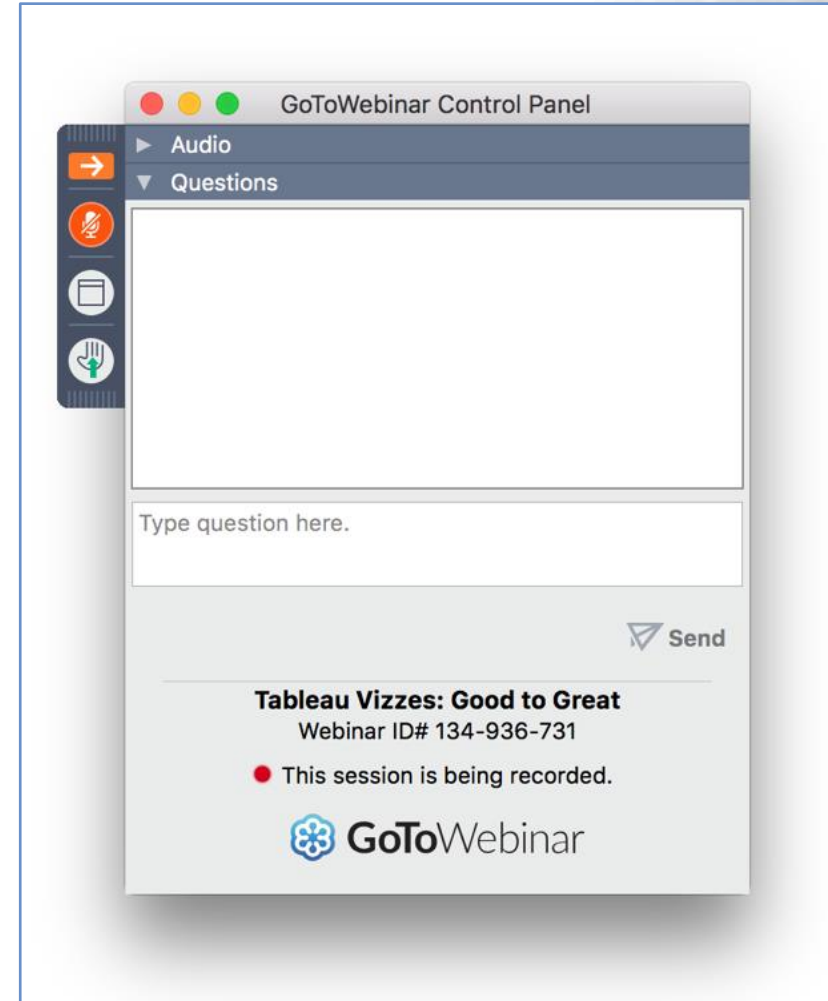 GoToWebinar Control Panel
Audio
Questions
Type question here.
Send
Tableau Vizzes: Good to Great
Webinar ID# 134-936-731
This session is being recorded.
GoToWebinar